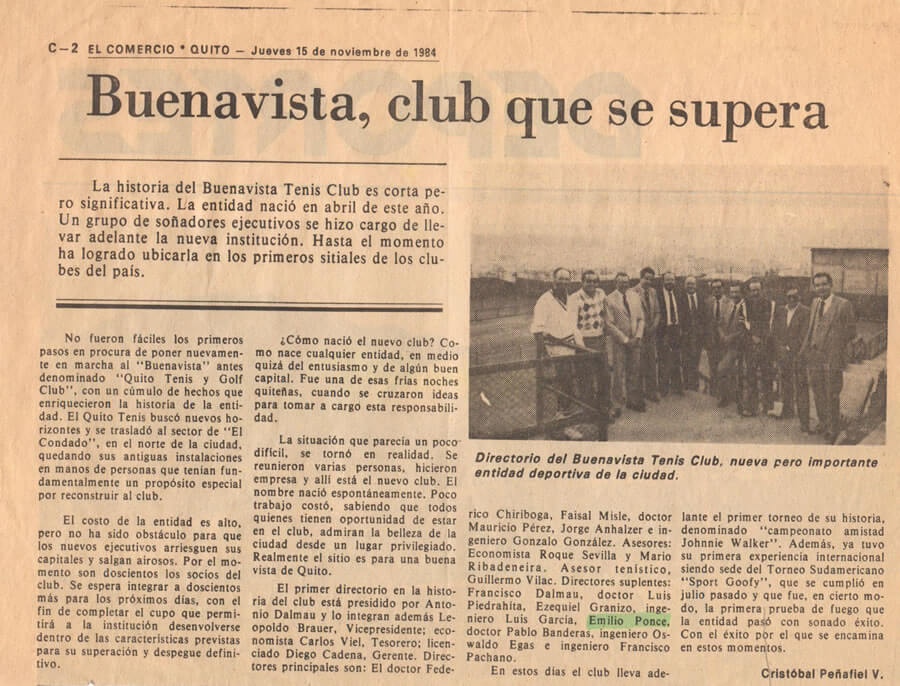 C-2 EL COMERCIO * QUITO — Jueves 15 de noviembre de 1984
Buenavista, club que se supera
La historia del Buenavista Tenis Club es corta pe-
ro significativa. La entidad nació en abril de este año.
Un grupo de soñadores ejecutivos se hizo cargo de lle-
var adelante la nueva institución. Hasta el momento
ha logrado ubicarla en los primeros sitiales de los clu-
bes del país.
No fueron fáciles los primeros
pasos en procura de poner nuevamen-
te en marcha al "Buenavista" antes
denominado "Quito Tenis y Golf
Club", con un cúmulo de hechos que
enriquecieron la historia de la enti-
dad. El Quito Tenis buscó nuevos ho-
rizontes y se trasladó al sector de "El
Condado", en el norte de la ciudad,
quedando sus antiguas instalaciones
en manos de personas que tenían fun-
damentalmente un propósito especial
por reconstruir al club.
El costo de la entidad es alto,
pero no ha sido obstáculo para que
los nuevos ejecutivos arriesguen sus
capitales y salgan airosos. Por el mo-
mento son doscientos los socios del
club. Se espera integrar a doscientos
más para los próximos días, con el
fin de completar el cupo que permi-
tirá a la institución desenvolverse
dentro de las características previstas
para su superación y despegue defini-
tivo.
¿Cómo nació el nuevo club? Co-
mo nace cualquier entidad, en medio
quizá del entusiasmo y de algún buen
capital. Fue una de esas frías noches
quiteñas, cuando se cruzaron ideas
para tomar a cargo esta responsabili-
dad.
La situación que parecía un poco
difícil, se tornó en realidad. Se
reunieron varias personas, hicieron
empresa y allí está el nuevo club. El
nombre nació espontáneamente. Poco
trabajo costó, sabiendo que todos
quienes tienen oportunidad de estar
en el club, admiran la belleza de la
ciudad desde un lugar privilegiado.
Realmente el sitio es para una buena
vista de Quito.
El primer directorio en la histo-
ria del club está presidido por Anto-
nio Dalmau y lo integran además Le-
opoldo Brauer, Vicepresidente; eco-
nomista Carlos Viel, Tesorero; licen-
ciado Diego Cadena, Gerente. Direc-
tores principales son: El doctor Fede-
Directorio del Buenavista Tenis Club, nueva pero importante
entidad deportiva de la ciudad.
rico Chiriboga, Faisal Misle, doctor
Mauricio Pérez, Jorge Anhalzer e in-
geniero Gonzalo González. Asesores:
Economista Roque Sevilla y Mario
Ribadeneira. Asesor tenístico,
Guillermo Vilac. Directores suplentes:
Francisco Dalmau, doctor Luis
Piedrahita, Ezequiel Granizo, inge-
niero Luis García, Emilio Ponce,
doctor Pablo Banderas, ingeniero Os-
waldo Egas e ingeniero Francisco
Pachano.
En estos días el club lleva ade-
lante el primer torneo de su historia,
denominado "campeonato amistad
Johnnie Walker". Además, ya tuvo
su primera experiencia internacional
siendo sede del Torneo Sudamericano
"Sport Goofy", que se cumplió en
julio pasado y que fue, en cierto mo-
do, la primera prueba de fuego que
la entidad pasó con sonado éxito.
Con el éxito por el que se encamina
en estos momentos.
Cristóbal Peñafiel V.